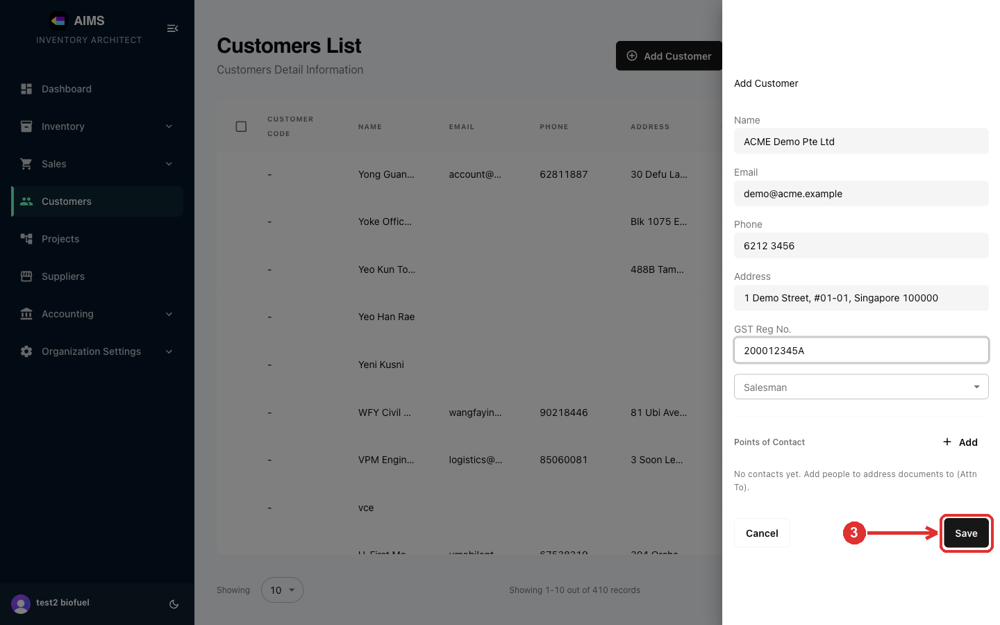 AIMS
INVENTORY ARCHITECT
Dashboard
Inventory
Sales
Customers
Projects
Suppliers
Accounting
Organization Settings
test2 biofuel
Customers List
Customers Detail Information
Add Customer
CUSTOMER CODE NAME EMAIL PHONE ADDRESS
- Yong Guan... account@... 62811887 30 Defu La...
- Yoke Offic... Blk 1075 E...
- Yeo Kun To... 488B Tam...
- Yeo Han Rae
- Yeni Kusni
- WFY Civil ... wangfayin... 90218446 81 Ubi Ave...
- VPM Engin... logistics@... 85060081 3 Soon Le...
- vce
Showing 10 Showing 1-10 out of 410 records
Add Customer
Name
ACME Demo Pte Ltd
Email
demo@acme.example
Phone
6212 3456
Address
1 Demo Street, #01-01, Singapore 100000
GST Reg No.
200012345A
Salesman
Points of Contact + Add
No contacts yet. Add people to address documents to (Attn
To).
Cancel 3 Save